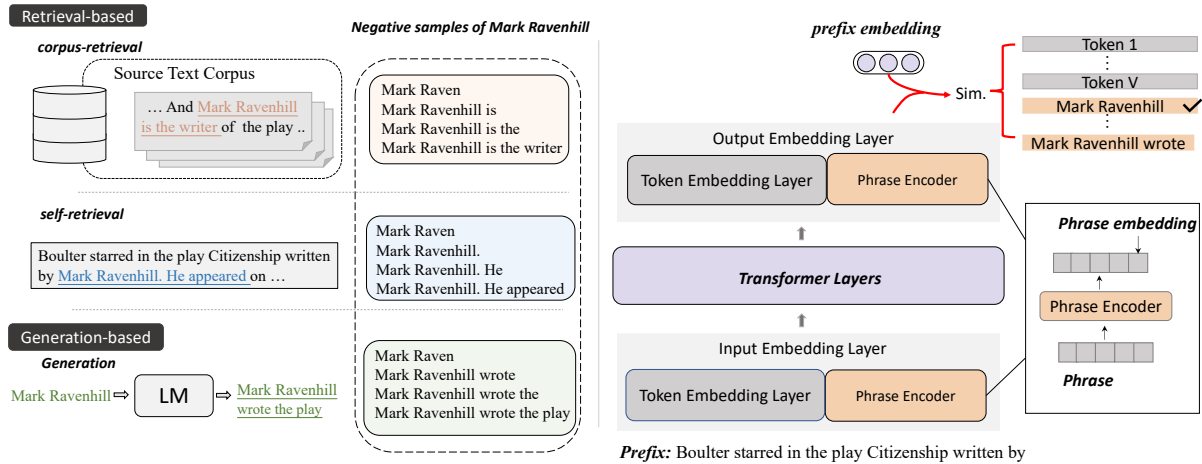 Retrieval-based
corpus-retrieval
Source Text Corpus
... And Mark Ravenhill
is the writer of the play ..
Negative samples of Mark Ravenhill
Mark Raven
Mark Ravenhill is
Mark Ravenhill is the
Mark Ravenhill is the writer
self-retrieval
Boulter starred in the play Citizenship written
by Mark Ravenhill. He appeared on ...
Mark Raven
Mark Ravenhill.
Mark Ravenhill. He
Mark Ravenhill. He appeared
Generation-based
Generation
Mark Ravenhill
LM
Mark Ravenhill
wrote the play
Mark Raven
Mark Ravenhill wrote
Mark Ravenhill wrote the
Mark Ravenhill wrote the play
prefix embedding
Sim.
Token 1
Token V
Mark Ravenhill
Mark Ravenhill wrote
Output Embedding Layer
Token Embedding Layer
Phrase Encoder
Transformer Layers
Input Embedding Layer
Token Embedding Layer
Phrase Encoder
Phrase embedding
Phrase Encoder
Phrase
Prefix: Boulter starred in the play Citizenship written by